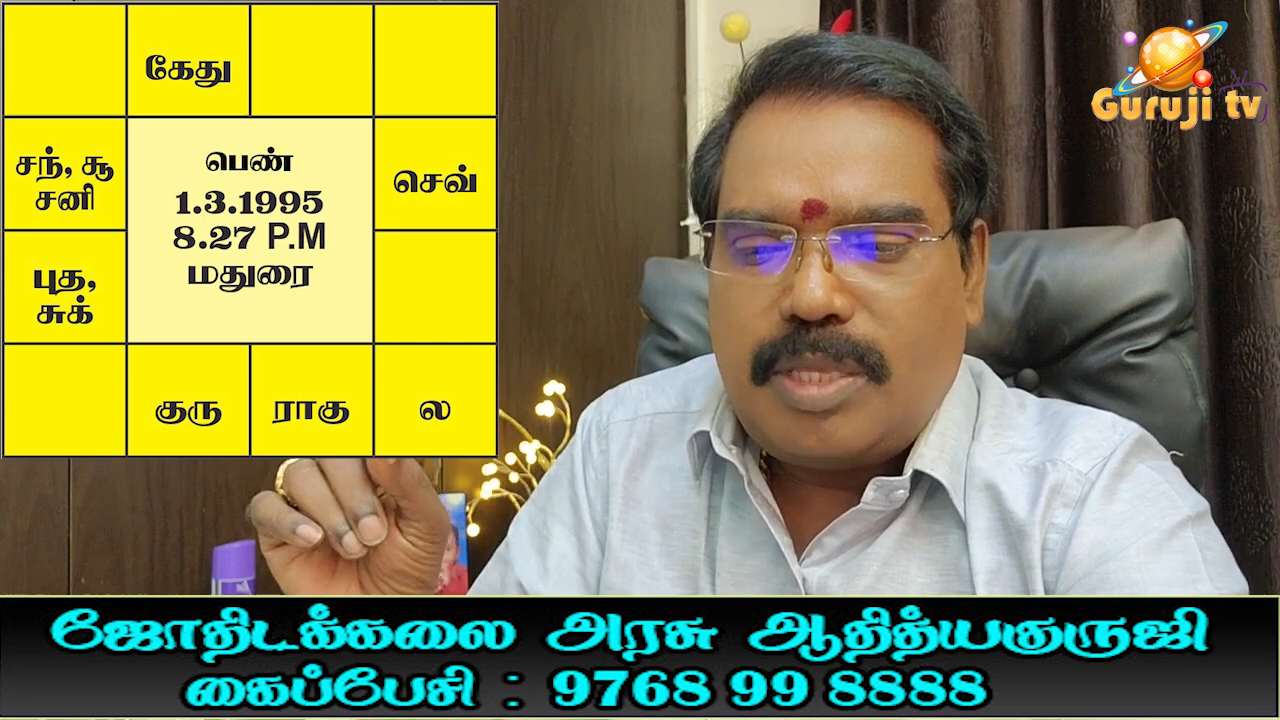 கேது
சந், சூ
சனி
பெண்
1.3.1995
8.27 P.M
மதுரை
செவ்
புத,
சுக்
குரு
ராகு
ல
Guruji tv
ஜோதிடக்கலை அரசு ஆதித்யகுருஜி
கைப்பேசி : 9768 99 8888